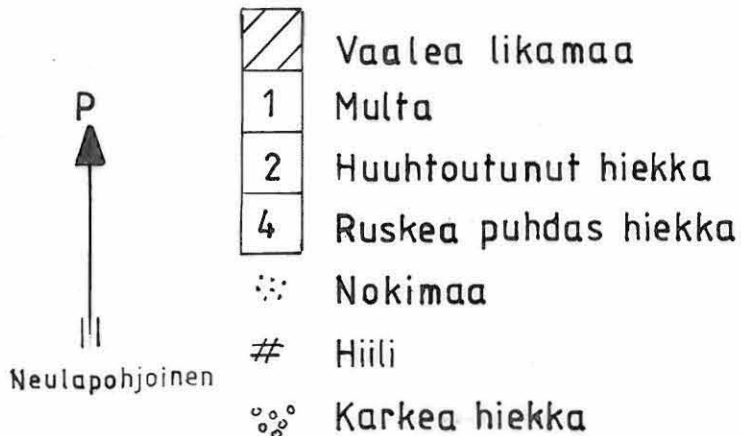 Vaalea likamaa
P
1 Multa
2 Huuhtoutunut hiekka
4 Ruskea puhdas hiekka
Nokimaa
# Hiili
Neulapohjoinen
Karkea hiekka